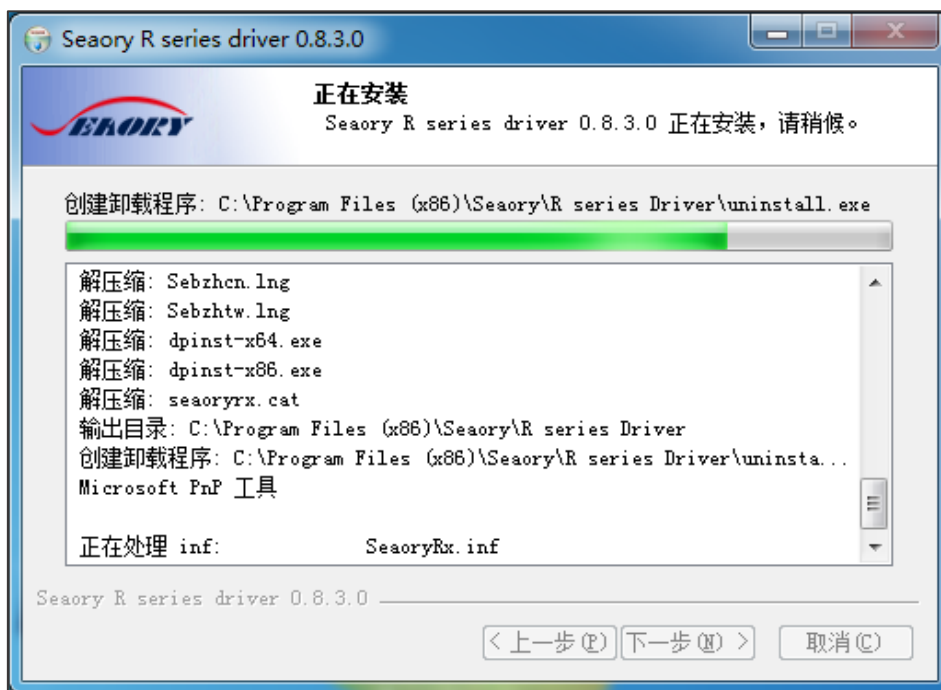 Seaory R series driver 0.8.3.0
正在安装
SEAORY
Seaory R series driver 0.8.3.0 正在安装，请稍候。
创建卸载程序: C:\Program Files (x86)\Seaory\R series Driver\uninstall.exe
解压缩: Sebzhcn.lng
解压缩: Sebzhtw.lng
解压缩: dpinst-x64.exe
解压缩: dpinst-x86.exe
解压缩: seaoryrx.cat
输出目录: C:\Program Files (x86)\Seaory\R series Driver
创建卸载程序: C:\Program Files (x86)\Seaory\R series Driver\uninsta...
Microsoft PnP 工具
正在处理 inf: SeaoryRx.inf
Seaory R series driver 0.8.3.0
< 上一步(P) 下一步(N) > 取消(C)